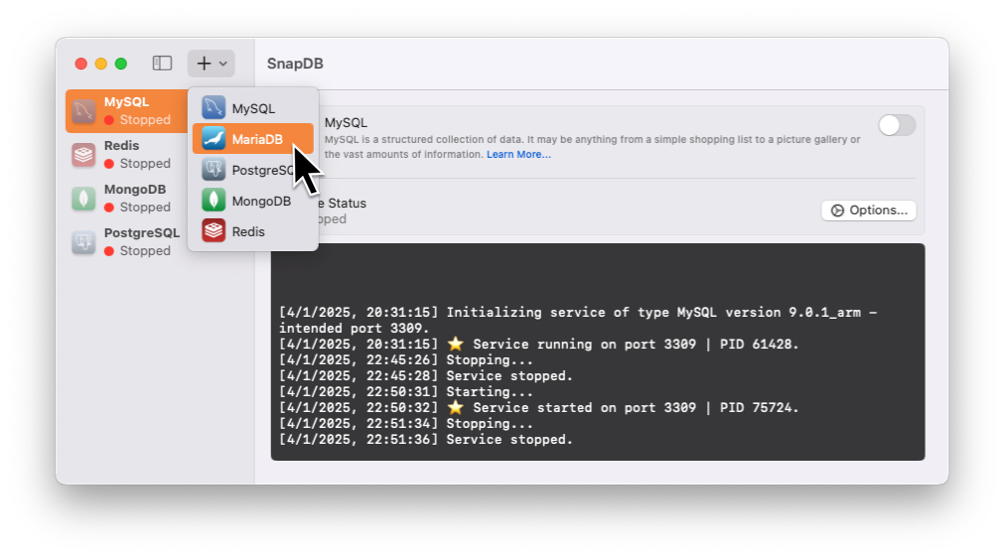 SnapDB
MySQL
Stopped
Redis
Stopped
MongoDB
Stopped
PostgreSQL
Stopped
MySQL
MariaDB
PostgreSQ
MongoDB
Redis
MySQL
MySQL is a structured collection of data. It may be anything from a simple shopping list to a picture gallery or
the vast amounts of information. Learn More...
e Status
pped
Options...
[4/1/2025, 20:31:15] Initializing service of type MySQL version 9.0.1_arm –
intended port 3309.
[4/1/2025, 20:31:15] ⭐ Service running on port 3309 | PID 61428.
[4/1/2025, 22:45:26] Stopping...
[4/1/2025, 22:45:28] Service stopped.
[4/1/2025, 22:50:31] Starting...
[4/1/2025, 22:50:32] ⭐ Service started on port 3309 | PID 75724.
[4/1/2025, 22:51:34] Stopping...
[4/1/2025, 22:51:36] Service stopped.